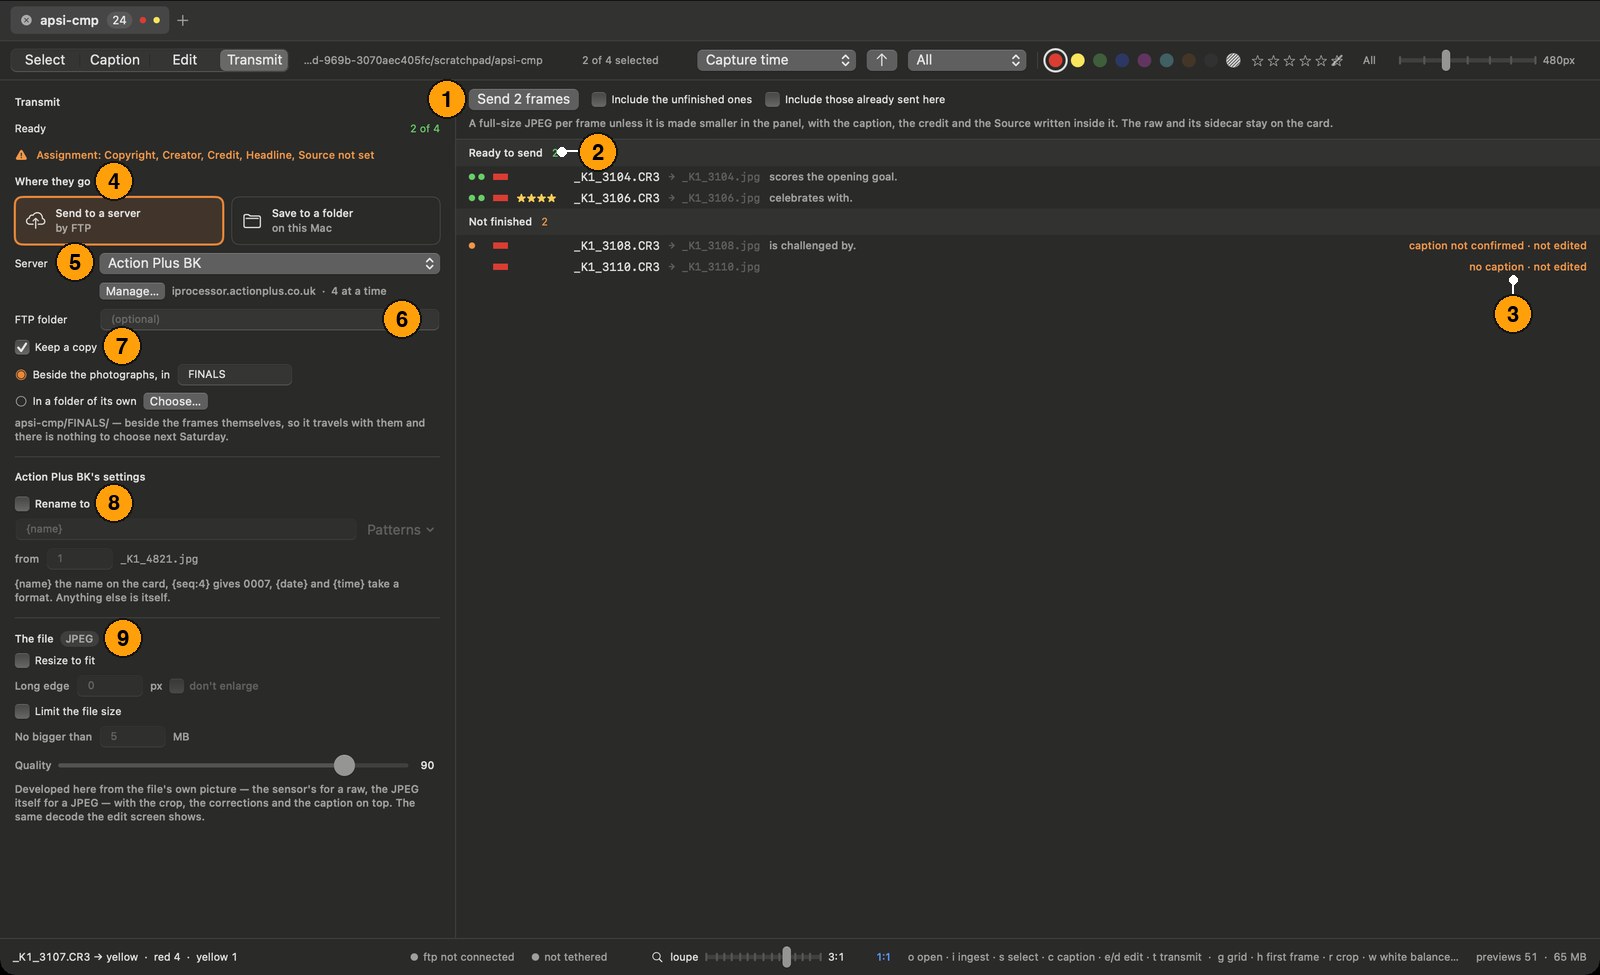 apsi-cmp 24
Select Caption Edit Transmit ...d-969b-3070aec405fc/scratchpad/apsi-cmp 2 of 4 selected Capture time All All 480px
Transmit
Ready 2 of 4
Assignment: Copyright, Creator, Credit, Headline, Source not set
Where they go 4
Send to a server
by FTP
Save to a folder
on this Mac
Server 5 Action Plus BK
Manage... iprocessor.actionplus.co.uk · 4 at a time
FTP folder (optional) 6
Keep a copy 7
Beside the photographs, in FINALS
In a folder of its own Choose...
apsi-cmp/FINALS/ — beside the frames themselves, so it travels with them and
there is nothing to choose next Saturday.
Action Plus BK's settings
Rename to 8
{name} Patterns
from 1 _K1_4821.jpg
{name} the name on the card, {seq:4} gives 0007, {date} and {time} take a
format. Anything else is itself.
The file JPEG 9
Resize to fit
Long edge 0 px don't enlarge
Limit the file size
No bigger than 5 MB
Quality 90
Developed here from the file's own picture — the sensor's for a raw, the JPEG
itself for a JPEG — with the crop, the corrections and the caption on top. The
same decode the edit screen shows.
1 Send 2 frames Include the unfinished ones Include those already sent here
A full-size JPEG per frame unless it is made smaller in the panel, with the caption, the credit and the Source written inside it. The raw and its sidecar stay on the card.
Ready to send 2 2
_K1_3104.CR3 → _K1_3104.jpg scores the opening goal.
_K1_3106.CR3 → _K1_3106.jpg celebrates with.
Not finished 2
_K1_3108.CR3 → _K1_3108.jpg is challenged by. caption not confirmed · not edited
_K1_3110.CR3 → _K1_3110.jpg no caption · not edited
3
_K1_3107.CR3 → yellow · red 4 · yellow 1 ftp not connected not tethered loupe 3:1 1:1 o open · i ingest · s select · c caption · e/d edit · t transmit · g grid · h first frame · r crop · w white balance... previews 51 · 65 MB